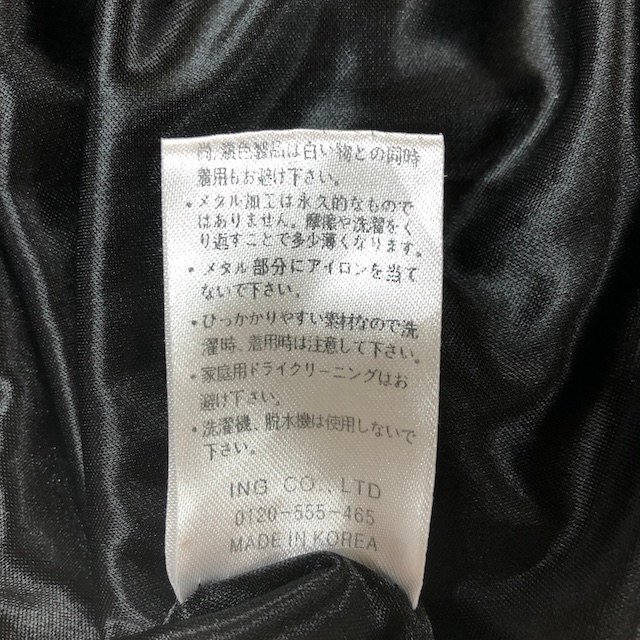 尚、濃色製品は白い物との同時
着用もお避け下さい。
・メタル加工は永久的なもので
はありません。摩擦や洗濯をく
り返すことで多少薄くなります。
・メタル部分にアイロンを当て
ないで下さい。
・ひっかかりやすい素材なので洗
濯時、着用時は注意して下さい。
・家庭用ドライクリーニングはお
避け下さい。
・洗濯機、脱水機は使用しないで
下さい。
ING CO.,LTD
0120-555-465
MADE IN KOREA